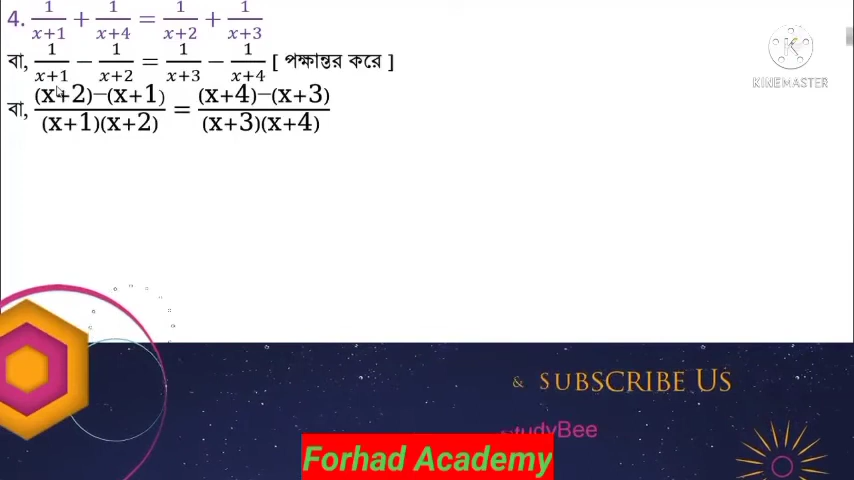 4. 1/(x+1) + 1/(x+4) = 1/(x+2) + 1/(x+3)
বা, 1/(x+1) − 1/(x+2) = 1/(x+3) − 1/(x+4) [ পক্ষান্তর করে ]
বা, ((x+2)−(x+1))/((x+1)(x+2)) = ((x+4)−(x+3))/((x+3)(x+4))
KINEMASTER
& SUBSCRIBE US
Forhad Academy